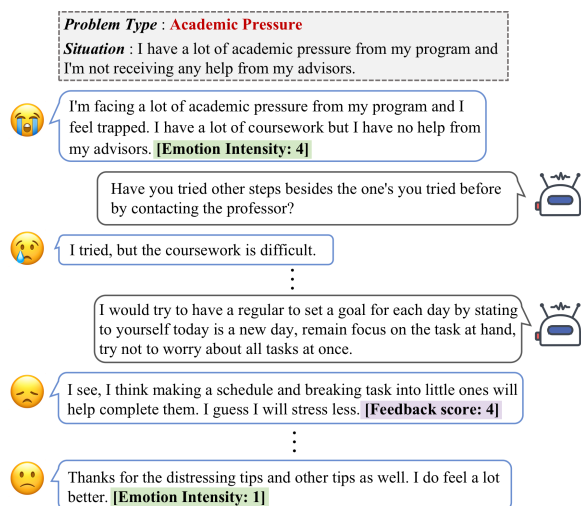 Problem Type : Academic Pressure
Situation : I have a lot of academic pressure from my program and
I'm not receiving any help from my advisors.
I'm facing a lot of academic pressure from my program and I
feel trapped. I have a lot of coursework but I have no help from
my advisors. [Emotion Intensity: 4]
Have you tried other steps besides the one's you tried before
by contacting the professor?
I tried, but the coursework is difficult.
I would try to have a regular to set a goal for each day by stating
to yourself today is a new day, remain focus on the task at hand,
try not to worry about all tasks at once.
I see, I think making a schedule and breaking task into little ones will
help complete them. I guess I will stress less. [Feedback score: 4]
Thanks for the distressing tips and other tips as well. I do feel a lot
better. [Emotion Intensity: 1]